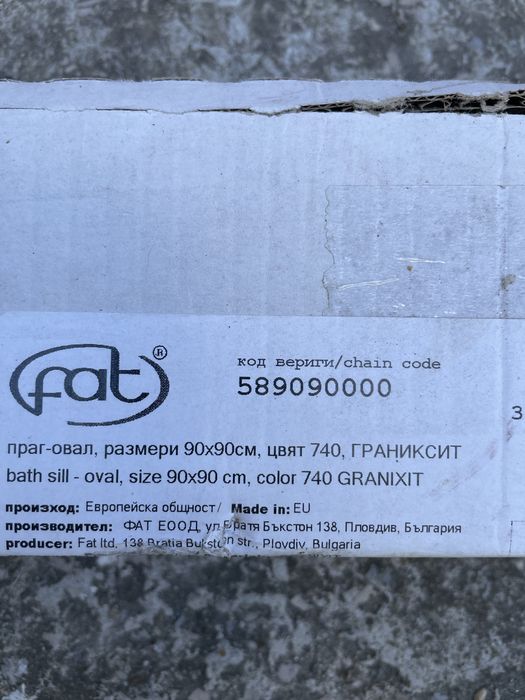 fat ®
код вериги/chain code
589090000
3
праг-овал, размери 90x90см, цвят 740, ГРАНИКСИТ
bath sill - oval, size 90x90 cm, color 740 GRANIXIT
произход: Европейска общност/ Made in: EU
производител: ФАТ ЕООД, ул Братя Бъкстон 138, Пловдив, България
producer: Fat ltd, 138 Bratia Bukston str., Plovdiv, Bulgaria